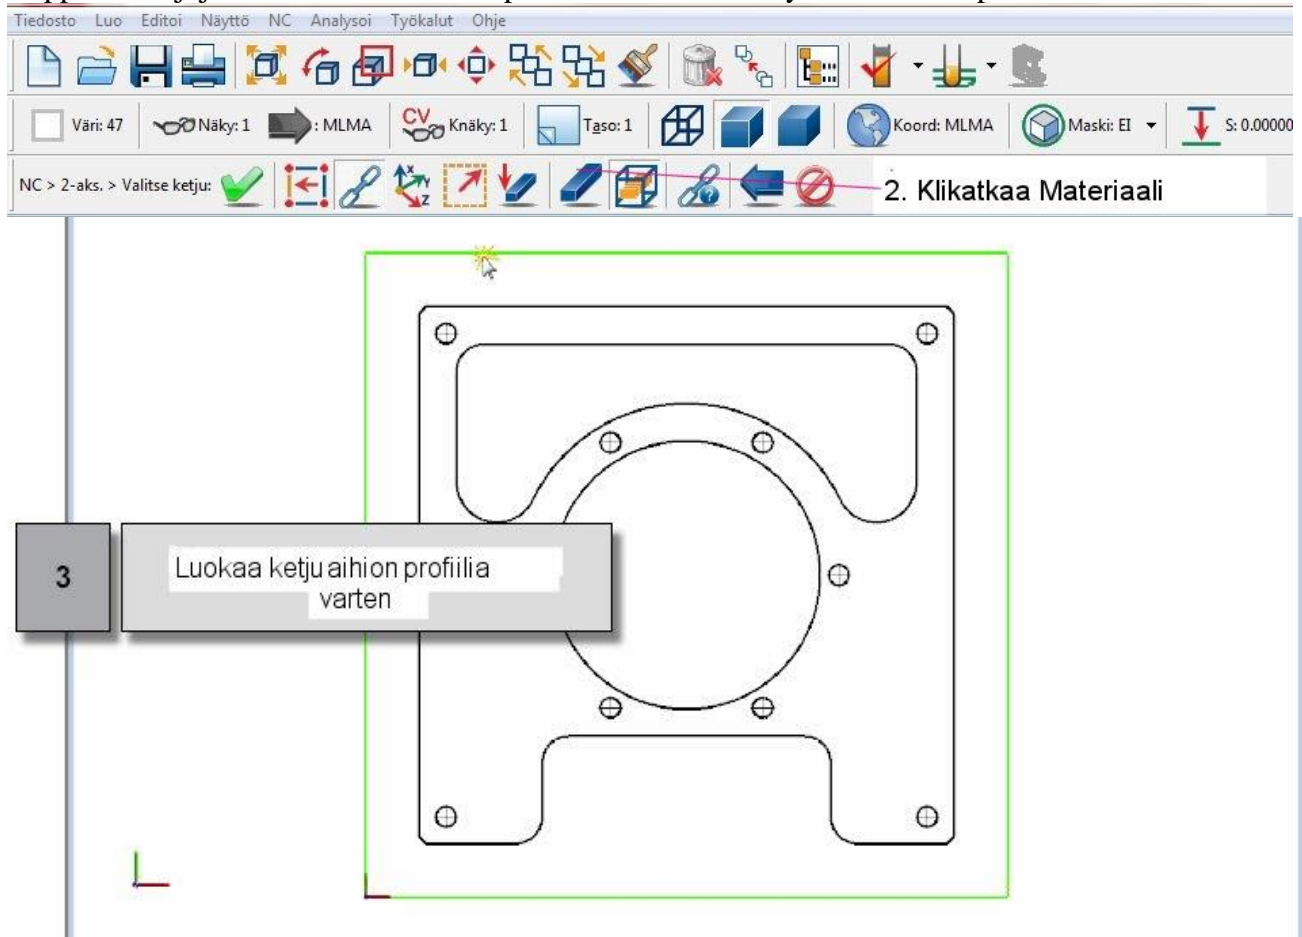 Tiedosto Luo Editoi Näyttö NC Analysoi Työkalut Ohje
Väri: 47 Näky: 1 : MLMA CV Knäky: 1 Taso: 1 Koord: MLMA Maski: EI S: 0.00000
NC > 2-aks. > Valitse ketju: X Y Z 2. Klikatkaa Materiaali
3
Luokaa ketju aihion profiilia
varten